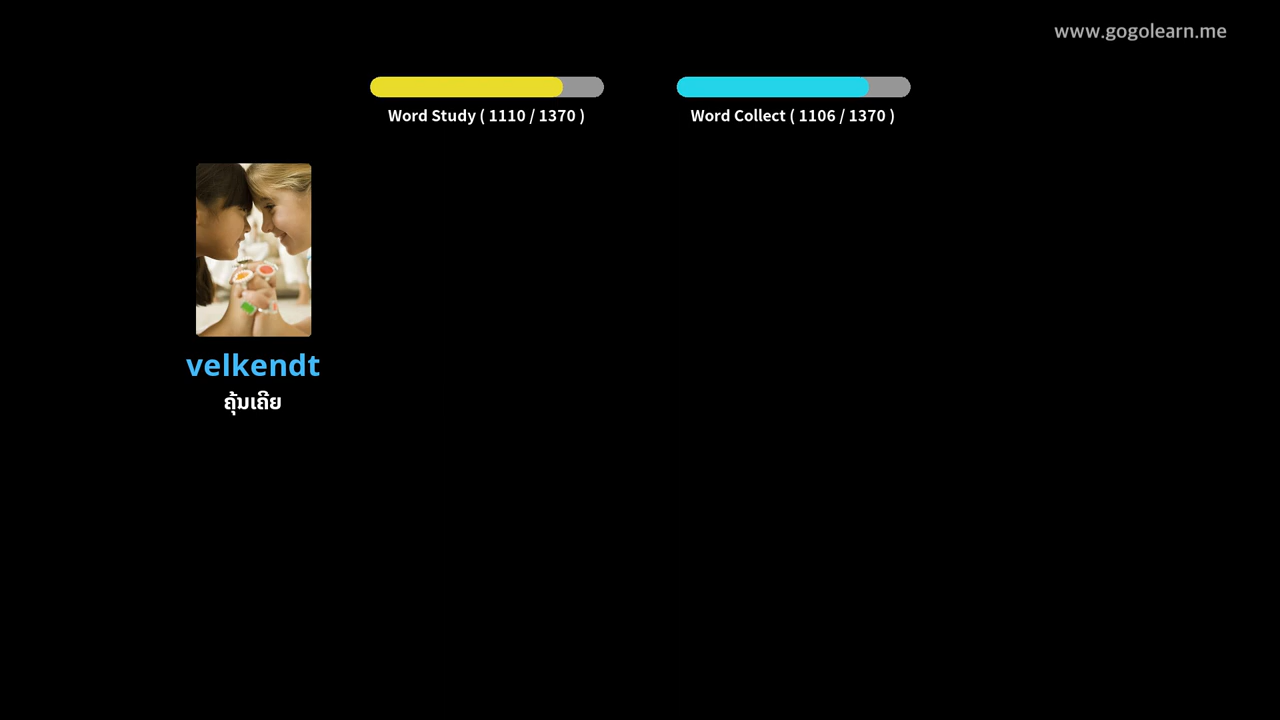 www.gogolearn.me
Word Study ( 1110 / 1370 )
Word Collect ( 1106 / 1370 )
velkendt
ຄຸ້ນເຄີຍ